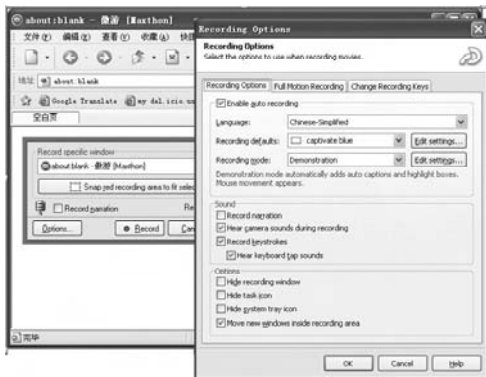 about:blank - 傲游 [Maxthon]
文件(F) 编辑(E) 查看(V) 收藏(A) 快捷
地址 about:blank
Google Translate my del.icio.us
空白页
Record specific window
about:blank - 傲游 [Maxthon]
Snap red recording area to fit selec
Record narration Re
Options... Record Can
完毕
Recording Options
Recording Options
Select the options to use when recording movies.
Recording Options Full Motion Recording Change Recording Keys
Enable auto recording
Language: Chinese-Simplified
Recording defaults: captivate blue Edit settings...
Recording mode: Demonstration Edit settings...
Demonstration mode automatically adds auto captions and highlight boxes.
Mouse movement appears.
Sound
Record narration
Hear camera sounds during recording
Record keystrokes
Hear keyboard tap sounds
Options
Hide recording window
Hide task icon
Hide system tray icon
Move new windows inside recording area
OK Cancel Help